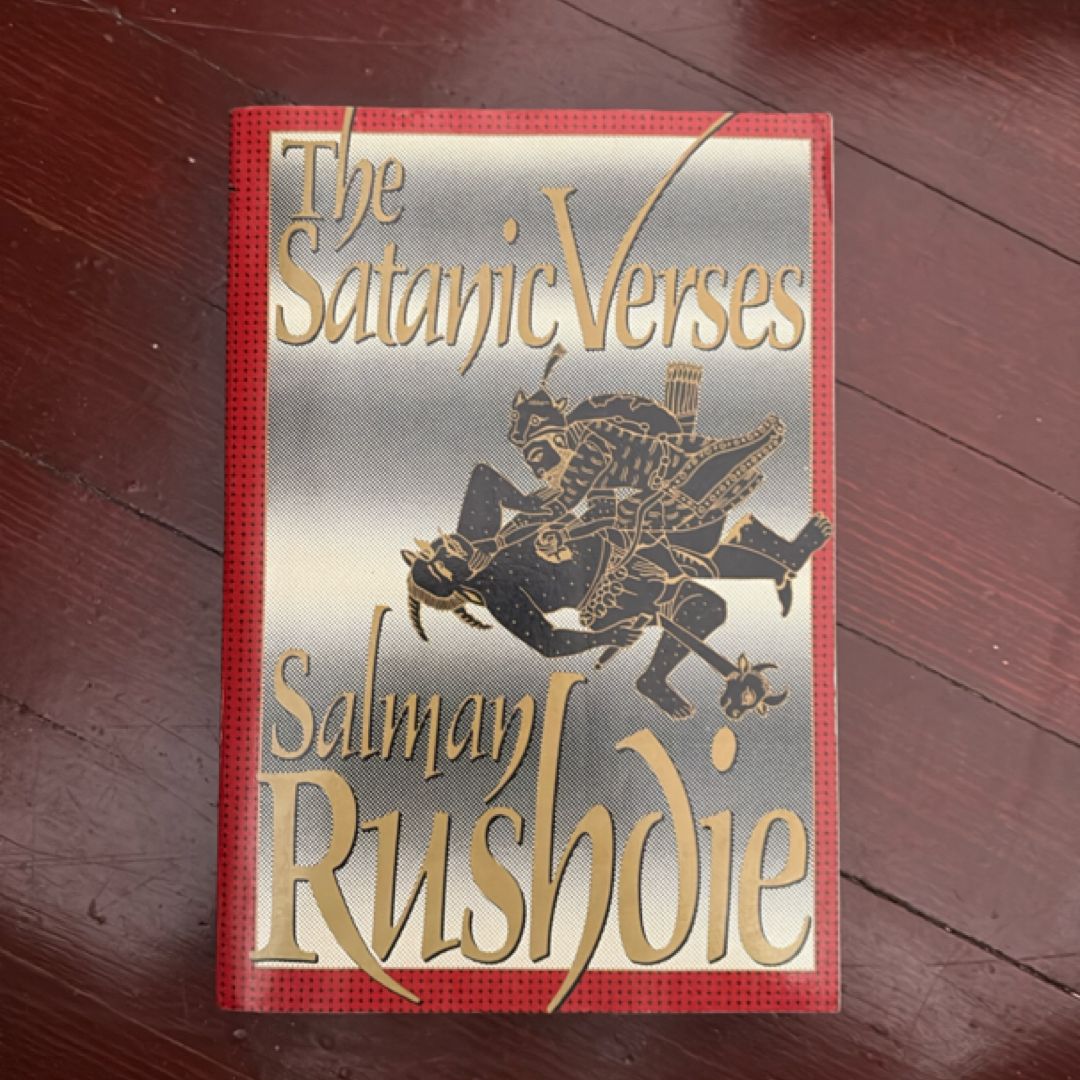 The
Satanic Verses
Salman
Rushdie